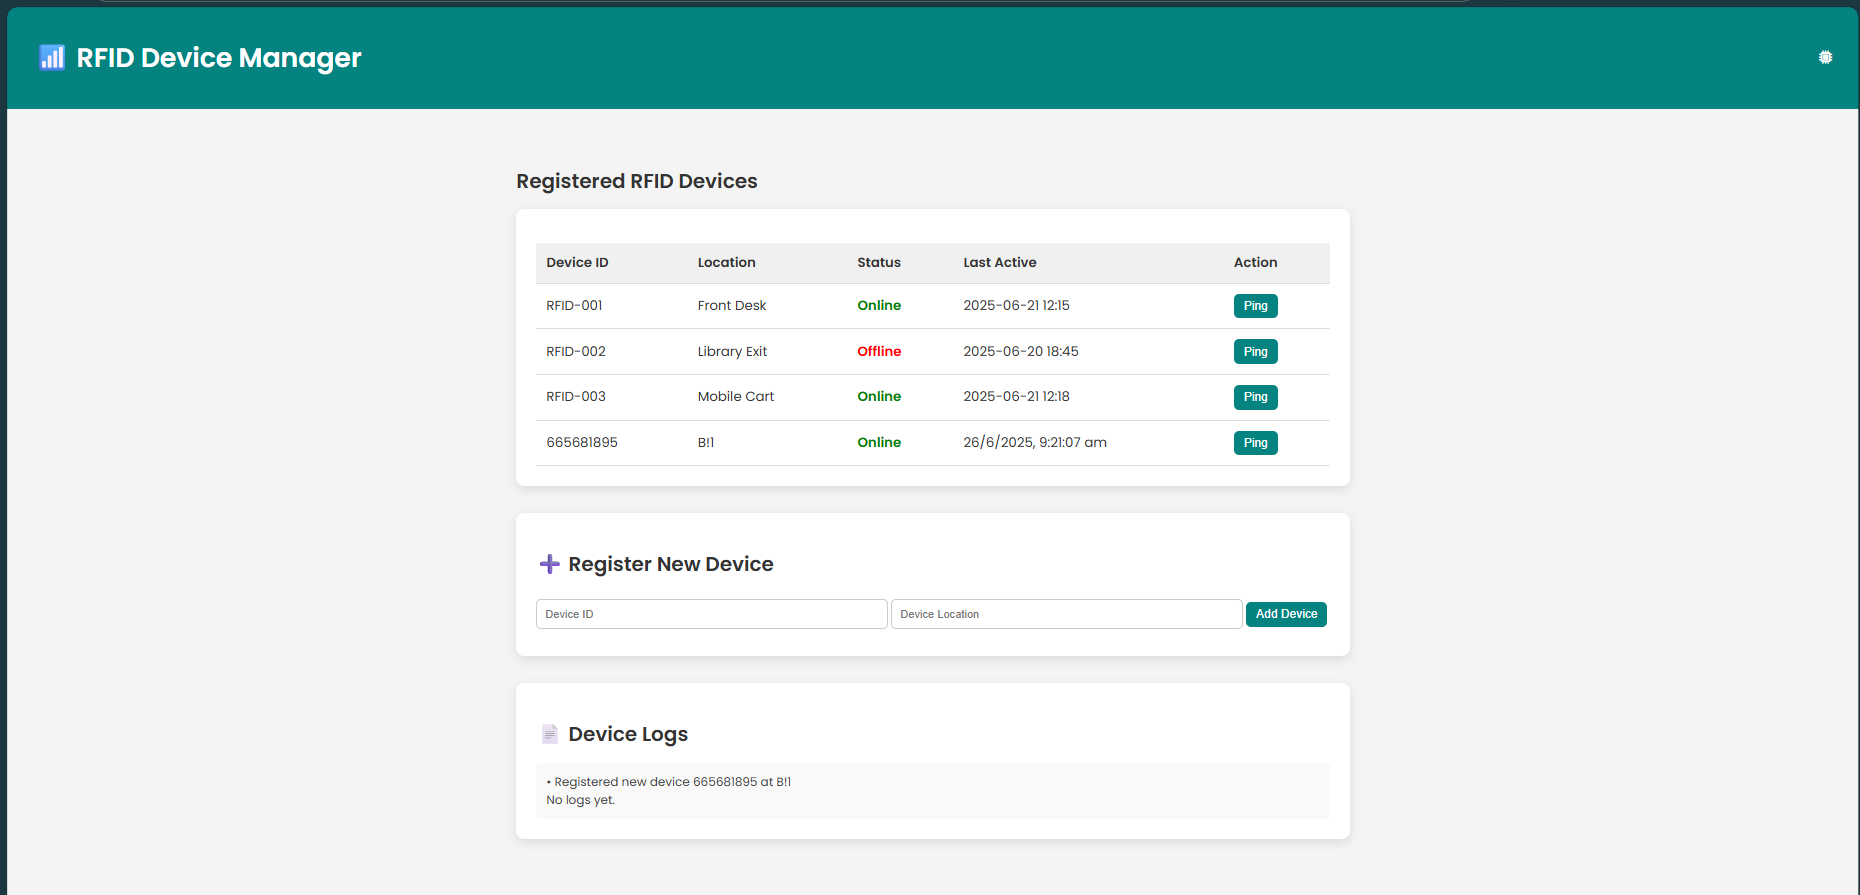 RFID Device Manager
Registered RFID Devices
Device ID Location Status Last Active Action
RFID-001 Front Desk Online 2025-06-21 12:15 Ping
RFID-002 Library Exit Offline 2025-06-20 18:45 Ping
RFID-003 Mobile Cart Online 2025-06-21 12:18 Ping
665681895 B!1 Online 26/6/2025, 9:21:07 am Ping
Register New Device
Device ID Device Location Add Device
Device Logs
• Registered new device 665681895 at B!1
No logs yet.